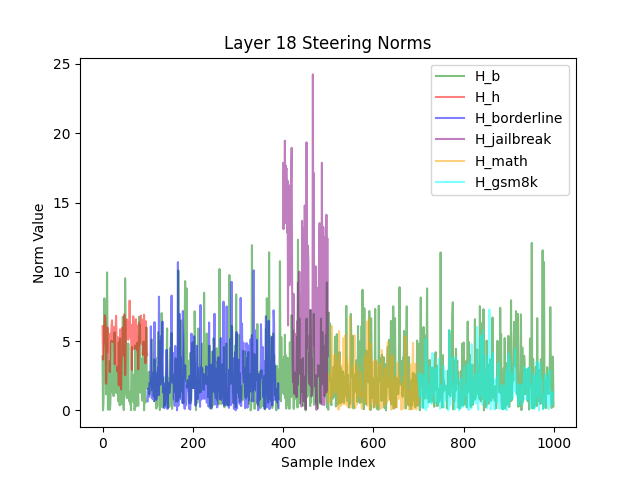 Layer 18 Steering Norms
25
20
15
10
5
0
Norm Value
0
200
400
600
800
1000
Sample Index
H_b
H_h
H_borderline
H_jailbreak
H_math
H_gsm8k